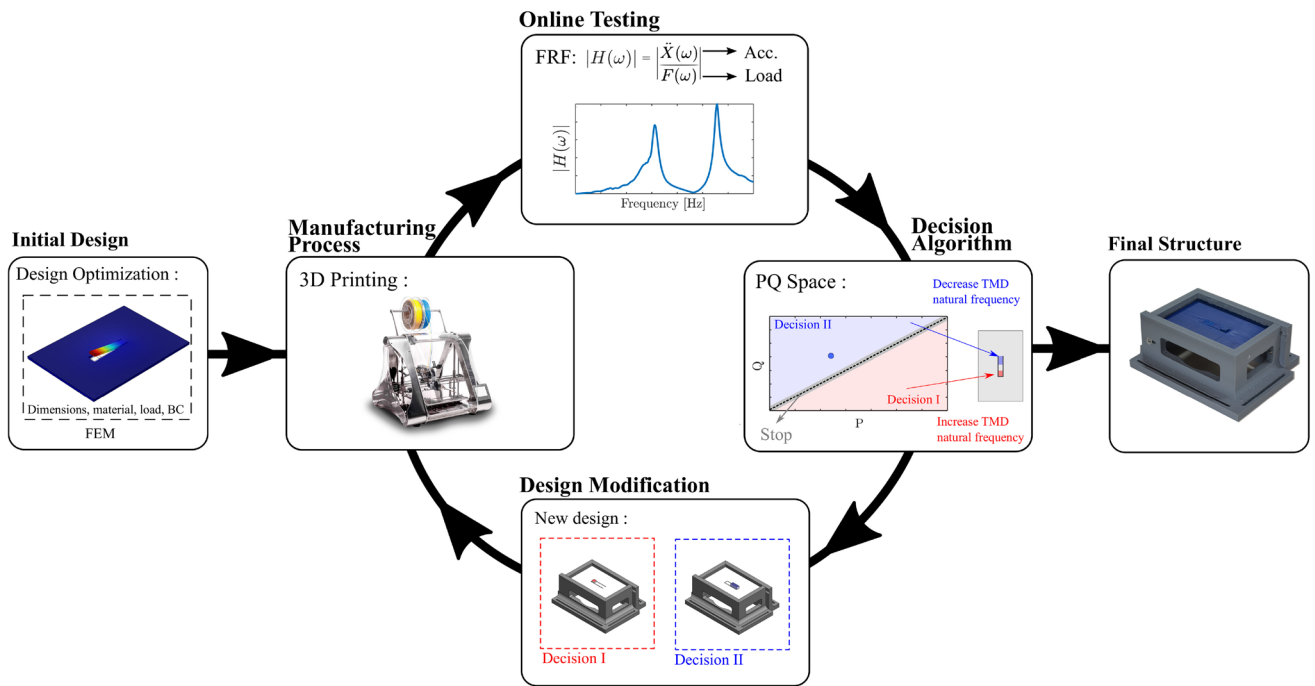 Initial Design
Design Optimization :
Dimensions, material, load, BC
FEM
Manufacturing
Process
3D Printing :
Online Testing
FRF: |H(ω)| = |Ẍ(ω)/F(ω)|
Acc.
Load
|H(ω)|
Frequency [Hz]
Decision
Algorithm
PQ Space :
Decrease TMD
natural frequency
Decision II
Q
Decision I
P
Stop
Increase TMD
natural frequency
Final Structure
Design Modification
New design :
Decision I
Decision II